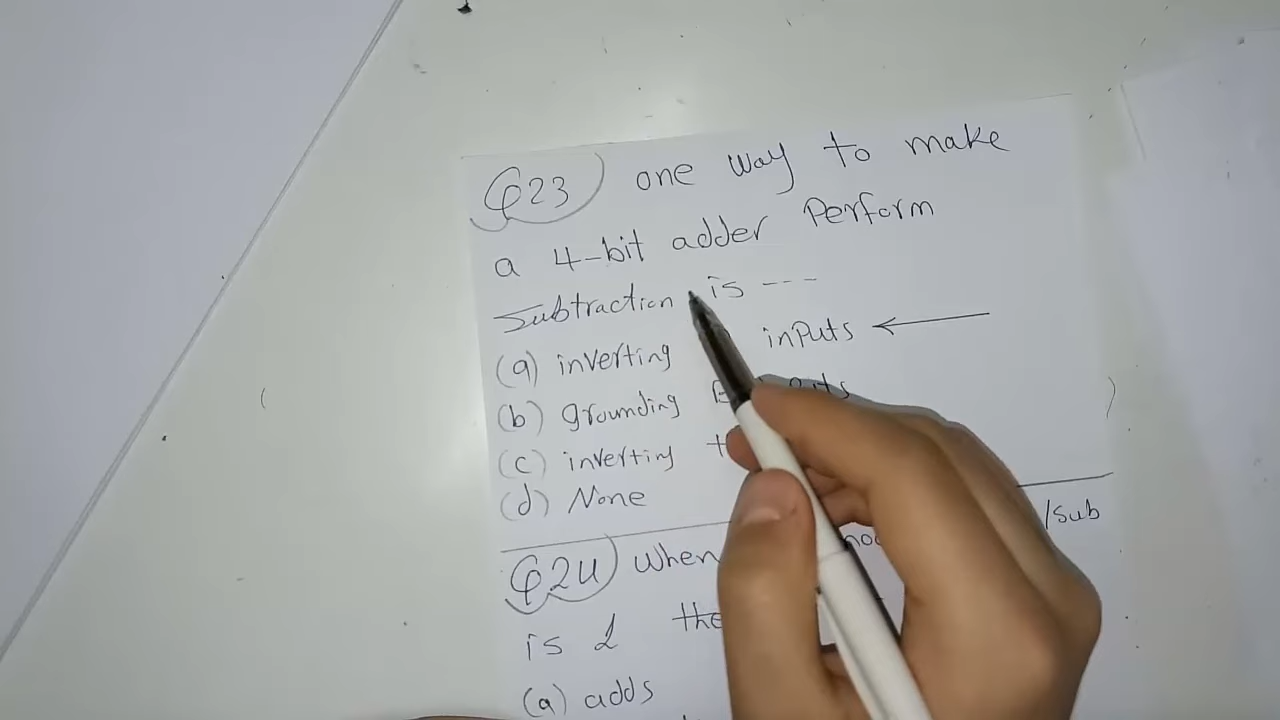 Q23) one way to make
a 4-bit adder Perform
Subtraction is ---
(a) inverting inputs
(b) grounding
(c) inverting
(d) None
Q24) When /sub
is 1 the
(a) adds